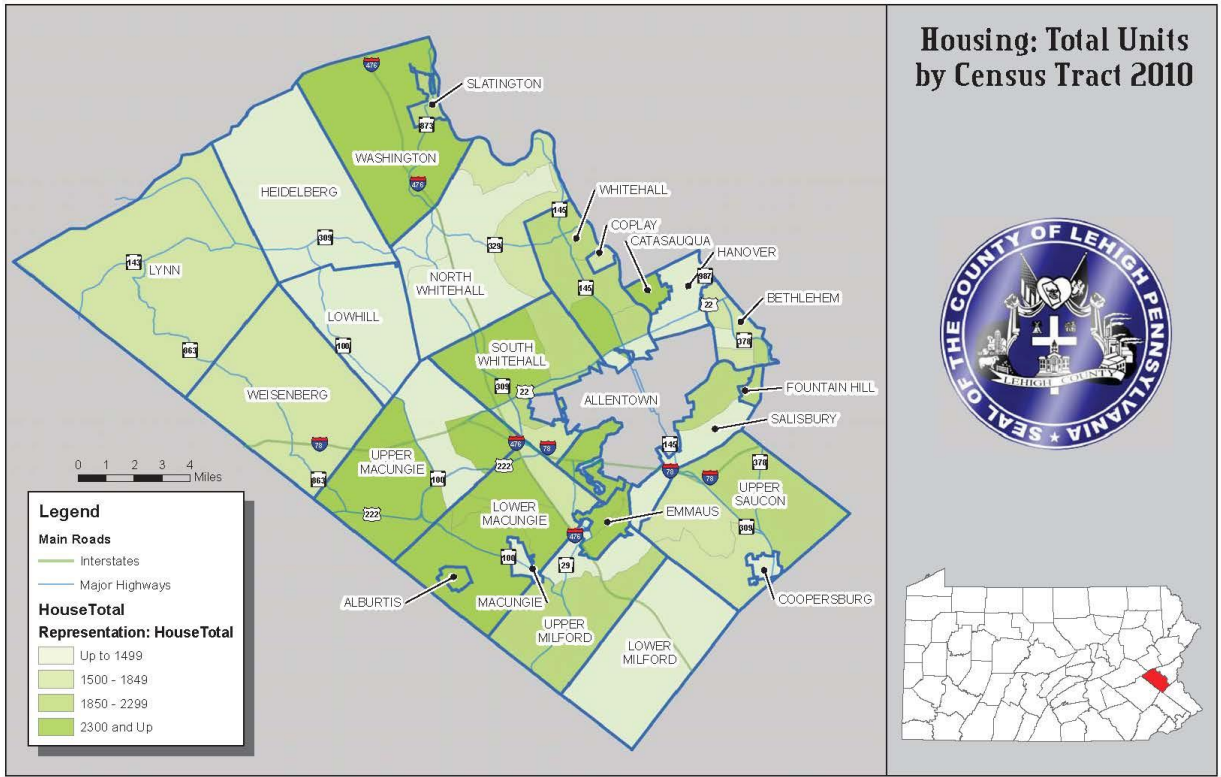 Housing: Total Units
by Census Tract 2010
476
SLATINGTON
873
WASHINGTON
476
HEIDELBERG
WHITEHALL
145
COPLAY
309
329
CATASAUQUA
HANOVER
143
LYNN
987
NORTH
WHITEHALL
145
22
BETHLEHEM
LOWHILL
100
378
863
SOUTH
WHITEHALL
309
22
FOUNTAIN HILL
WEISENBERG
ALLENTOWN
SALISBURY
78
476
78
145
UPPER
MACUNGIE
222
378
78
78
863
100
UPPER
SAUCON
222
LOWER
MACUNGIE
EMMAUS
309
476
100
29
ALBURTIS
MACUNGIE
COOPERSBURG
UPPER
MILFORD
LOWER
MILFORD
0 1 2 3 4
Miles
Legend
Main Roads
Interstates
Major Highways
HouseTotal
Representation: HouseTotal
Up to 1499
1500 - 1849
1850 - 2299
2300 and Up
SEAL OF THE COUNTY OF LEHIGH PENNSYLVANIA
LEHIGH COUNTY